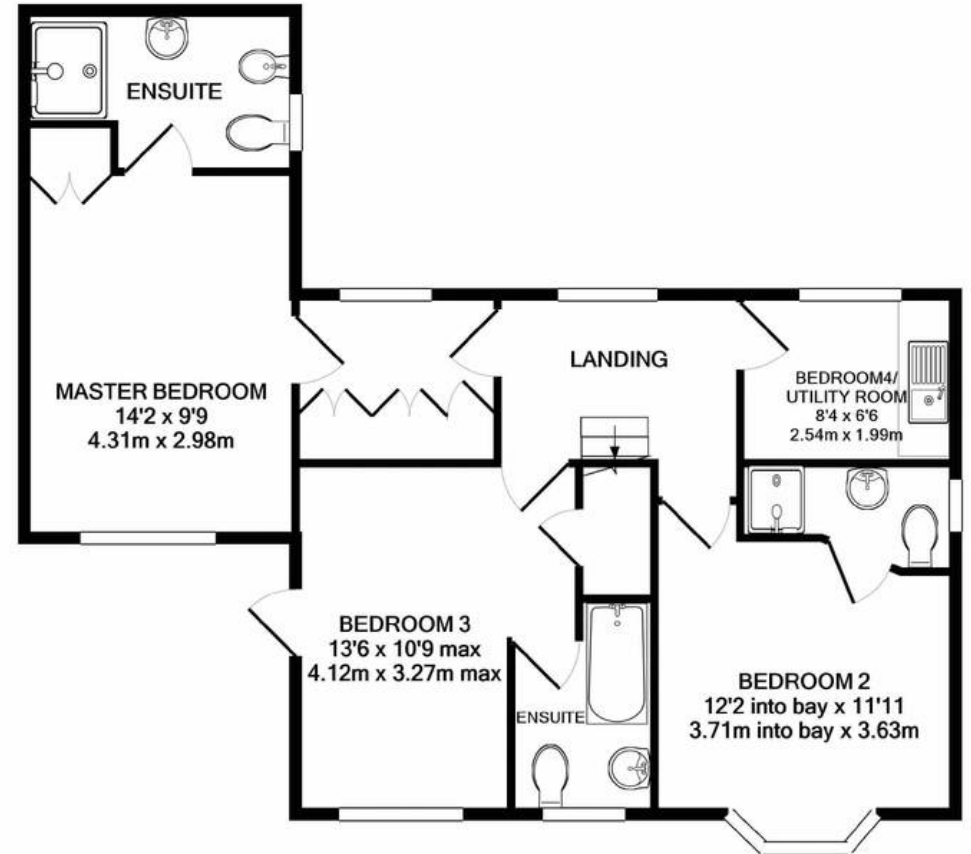 ENSUITE
MASTER BEDROOM
14'2 x 9'9
4.31m x 2.98m
LANDING
BEDROOM4/
UTILITY ROOM
8'4 x 6'6
2.54m x 1.99m
BEDROOM 3
13'6 x 10'9 max
4.12m x 3.27m max
ENSUITE
BEDROOM 2
12'2 into bay x 11'11
3.71m into bay x 3.63m